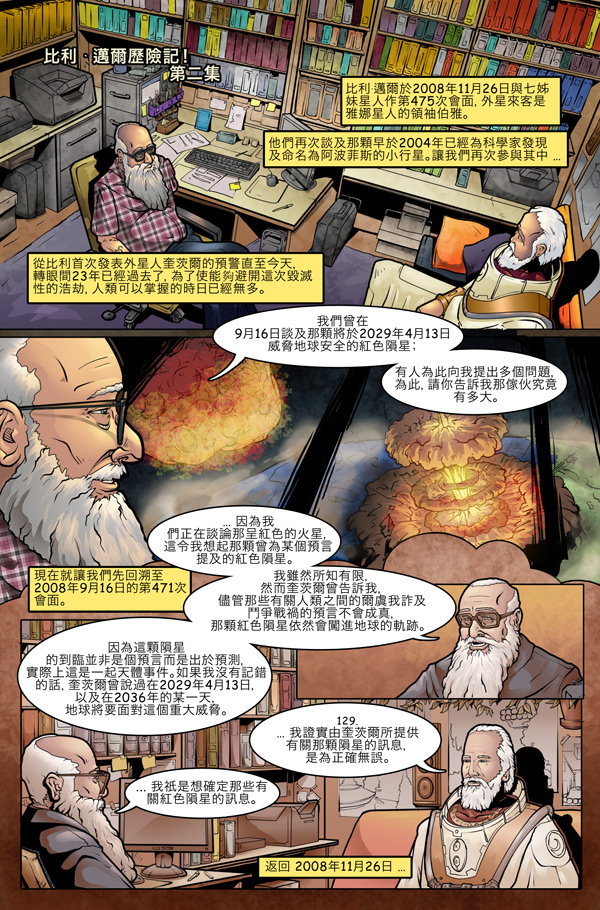 比利·邁爾歷險記！
第二集
比利·邁爾於2008年11月26日與七姊
妹星人作第475次會面, 外星來客是
雅娜星人的領袖伯雅。
他們再次談及那顆早於2004年已經為科學家發現
及命名為阿波菲斯的小行星。讓我們再次參與其中 ...
從比利首次發表外星人奎茨爾的預警直至今天,
轉眼間23年已經過去了, 為了使能夠避開這次毀滅
性的浩劫, 人類可以掌握的時日已經無多。
我們曾在
9月16日談及那顆將於2029年4月13日
威脅地球安全的紅色隕星；
有人為此向我提出多個問題,
為此, 請你告訴我那傢伙究竟
有多大。
... 因為我
們正在談論那呈紅色的火星,
這令我想起那顆曾為某個預言
提及的紅色隕星。
現在就讓我們先回溯至
2008年9月16日的第471次
會面。
我雖然所知有限,
然而奎茨爾曾告訴我,
儘管那些有關人類之間的爾虞我詐及
鬥爭戰禍的預言不會成真,
那顆紅色隕星依然會闖進地球的軌跡。
因為這顆隕星
的到臨並非是個預言而是出於預測,
實際上這是一起天體事件。如果我沒有記錯
的話, 奎茨爾曾說過在2029年4月13日,
以及在2036年的某一天,
地球將要面對這個重大威脅。
129.
... 我證實由奎茨爾所提供
有關那顆隕星的訊息,
是為正確無誤。
... 我祇是想確定那些有
關紅色隕星的訊息。
返回 2008年11月26日 ...